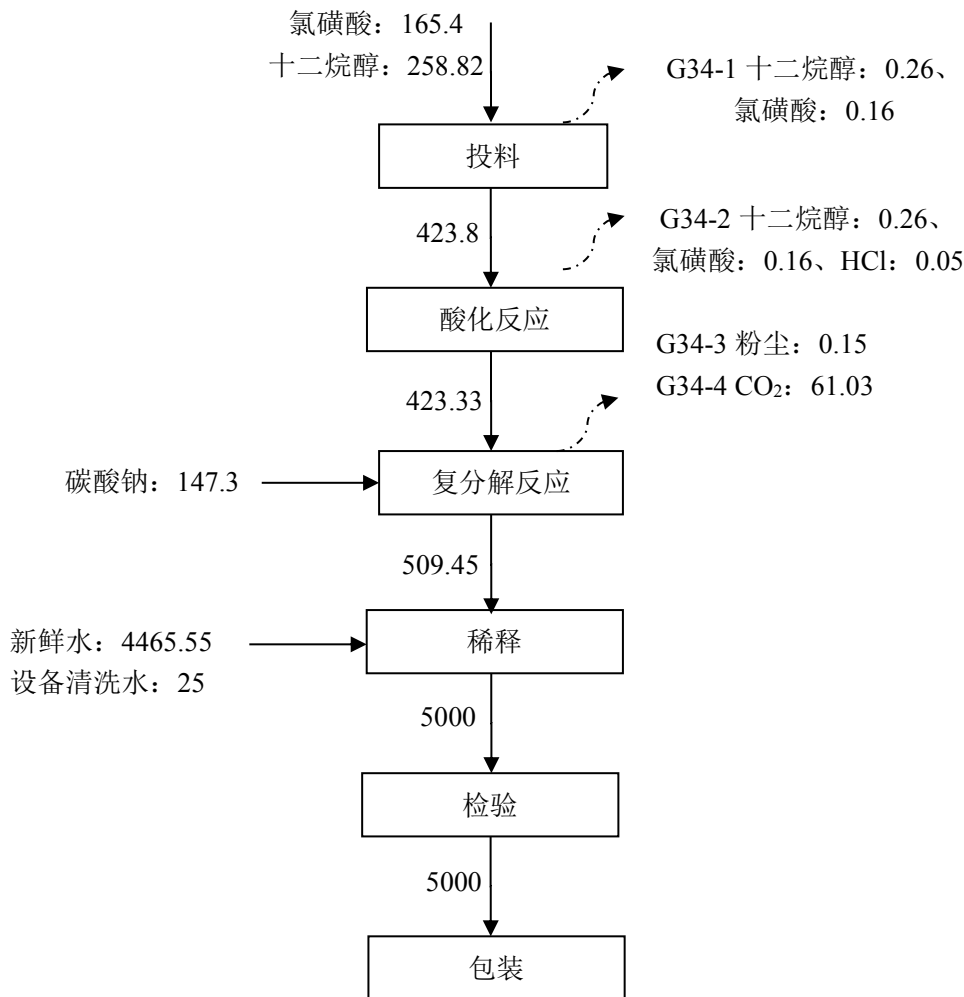 氯磺酸：165.4
十二烷醇：258.82
G34-1 十二烷醇：0.26、
氯磺酸：0.16
投料
423.8
G34-2 十二烷醇：0.26、
氯磺酸：0.16、HCl：0.05
酸化反应
G34-3 粉尘：0.15
G34-4 CO₂：61.03
423.33
碳酸钠：147.3
复分解反应
509.45
新鲜水：4465.55
设备清洗水：25
稀释
5000
检验
5000
包装